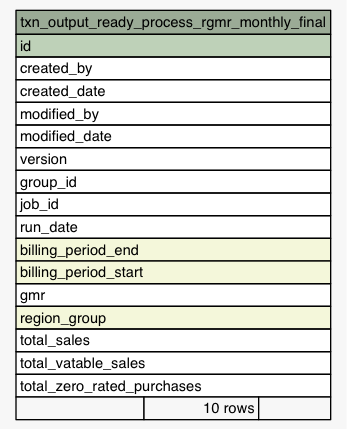 txn_output_ready_process_rgmr_monthly_final
id
created_by
created_date
modified_by
modified_date
version
group_id
job_id
run_date
billing_period_end
billing_period_start
gmr
region_group
total_sales
total_vatable_sales
total_zero_rated_purchases
10 rows